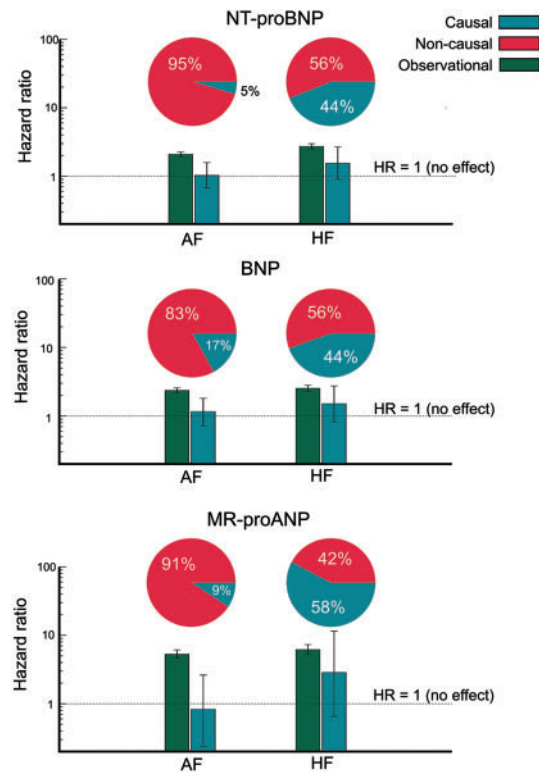 NT-proBNP
Causal
Non-causal
Observational
Hazard ratio
100
10
1
95%
5%
56%
44%
HR = 1 (no effect)
AF
HF
BNP
Hazard ratio
100
10
1
83%
17%
56%
44%
HR = 1 (no effect)
AF
HF
MR-proANP
Hazard ratio
100
10
1
91%
9%
42%
58%
HR = 1 (no effect)
AF
HF